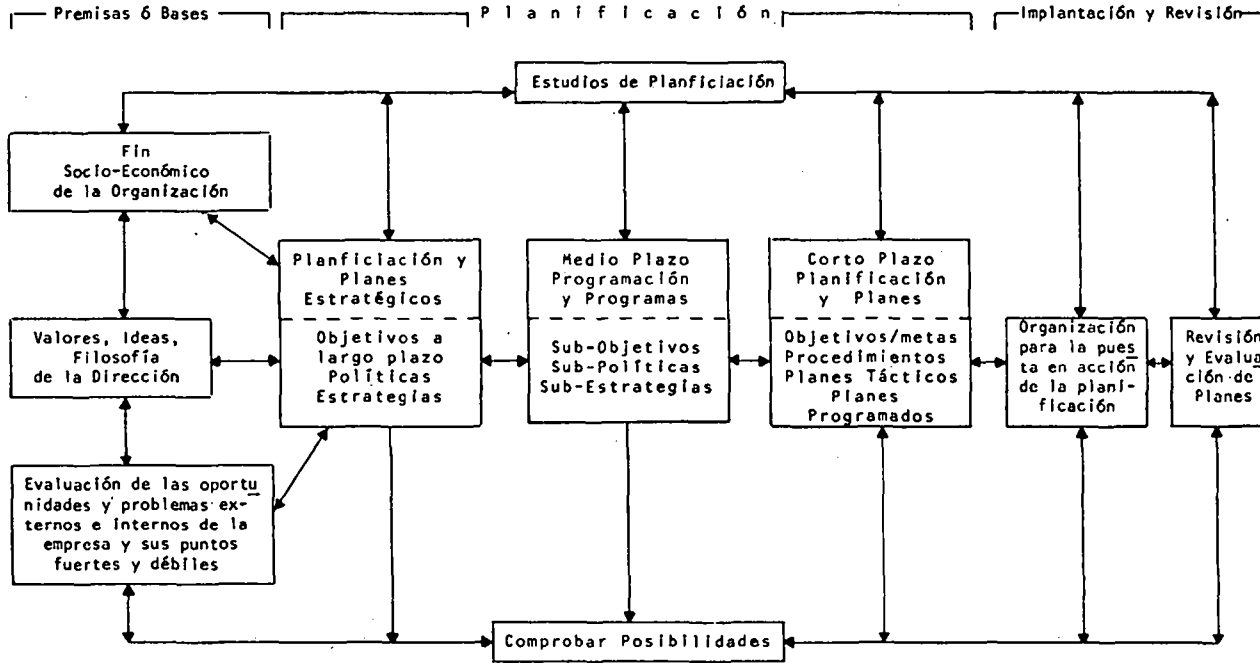 Premisas ó Bases
Planificación
Implantación y Revisión
Estudios de Planficiación
Fin
Socio-Económico
de la Organización
Valores, Ideas,
Filosofía
de la Dirección
Evaluación de las oportu
nidades y problemas ex-
ternos e internos de la
empresa y sus puntos
fuertes y débiles
Planficiación y
Planes
Estratégicos
Objetivos a
largo plazo
Políticas
Estrategias
Medio Plazo
Programación
y Programas
Sub-Objetivos
Sub-Políticas
Sub-Estrategias
Corto Plazo
Planificación
y Planes
Objetivos/metas
Procedimientos
Planes Tácticos
Planes
Programados
Organización
para la pues
ta en acción
de la plani-
ficación
Revisión
y Evalua
ción de
Planes
Comprobar Posibilidades